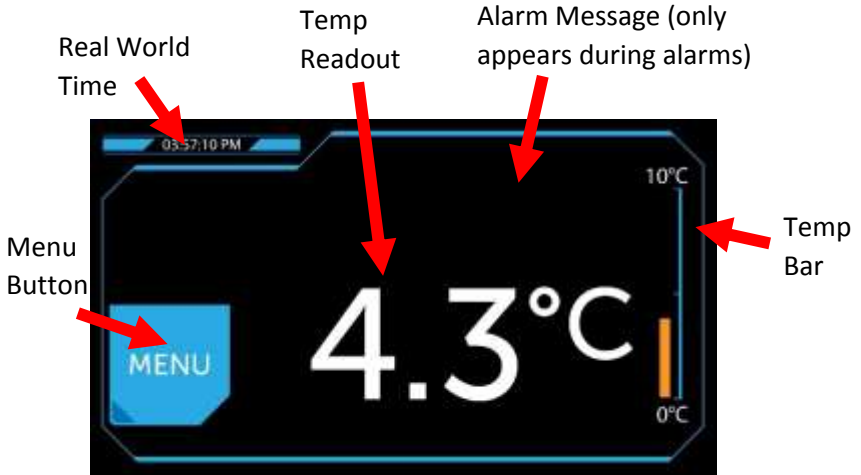 Real World
Time
Temp
Readout
Alarm Message (only
appears during alarms)
03:57:10 PM
10°C
Menu
Button
Temp
Bar
4.3°C
MENU
0°C